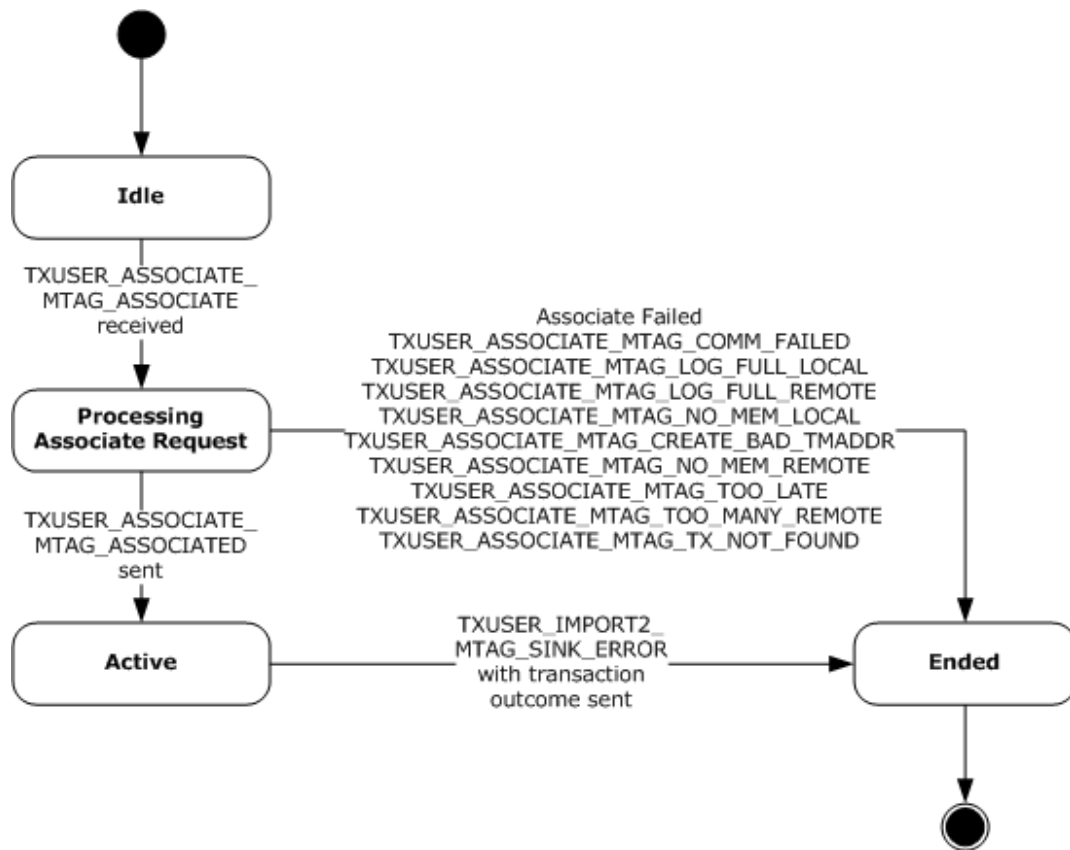 Idle
TXUSER_ASSOCIATE_
MTAG_ASSOCIATE
received
Associate Failed
TXUSER_ASSOCIATE_MTAG_COMM_FAILED
TXUSER_ASSOCIATE_MTAG_LOG_FULL_LOCAL
TXUSER_ASSOCIATE_MTAG_LOG_FULL_REMOTE
TXUSER_ASSOCIATE_MTAG_NO_MEM_LOCAL
TXUSER_ASSOCIATE_MTAG_CREATE_BAD_TMADDR
TXUSER_ASSOCIATE_MTAG_NO_MEM_REMOTE
TXUSER_ASSOCIATE_MTAG_TOO_LATE
TXUSER_ASSOCIATE_MTAG_TOO_MANY_REMOTE
TXUSER_ASSOCIATE_MTAG_TX_NOT_FOUND
Processing
Associate Request
TXUSER_ASSOCIATE_
MTAG_ASSOCIATED
sent
Active
TXUSER_IMPORT2_
MTAG_SINK_ERROR
with transaction
outcome sent
Ended